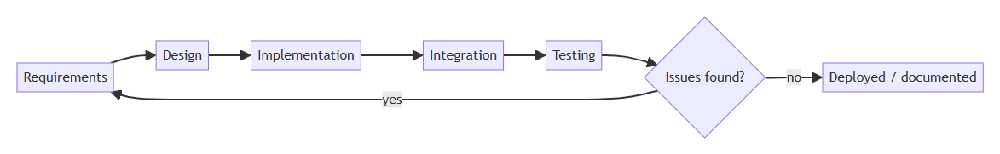 Requirements
Design
Implementation
Integration
Testing
Issues found?
yes
no
Deployed / documented